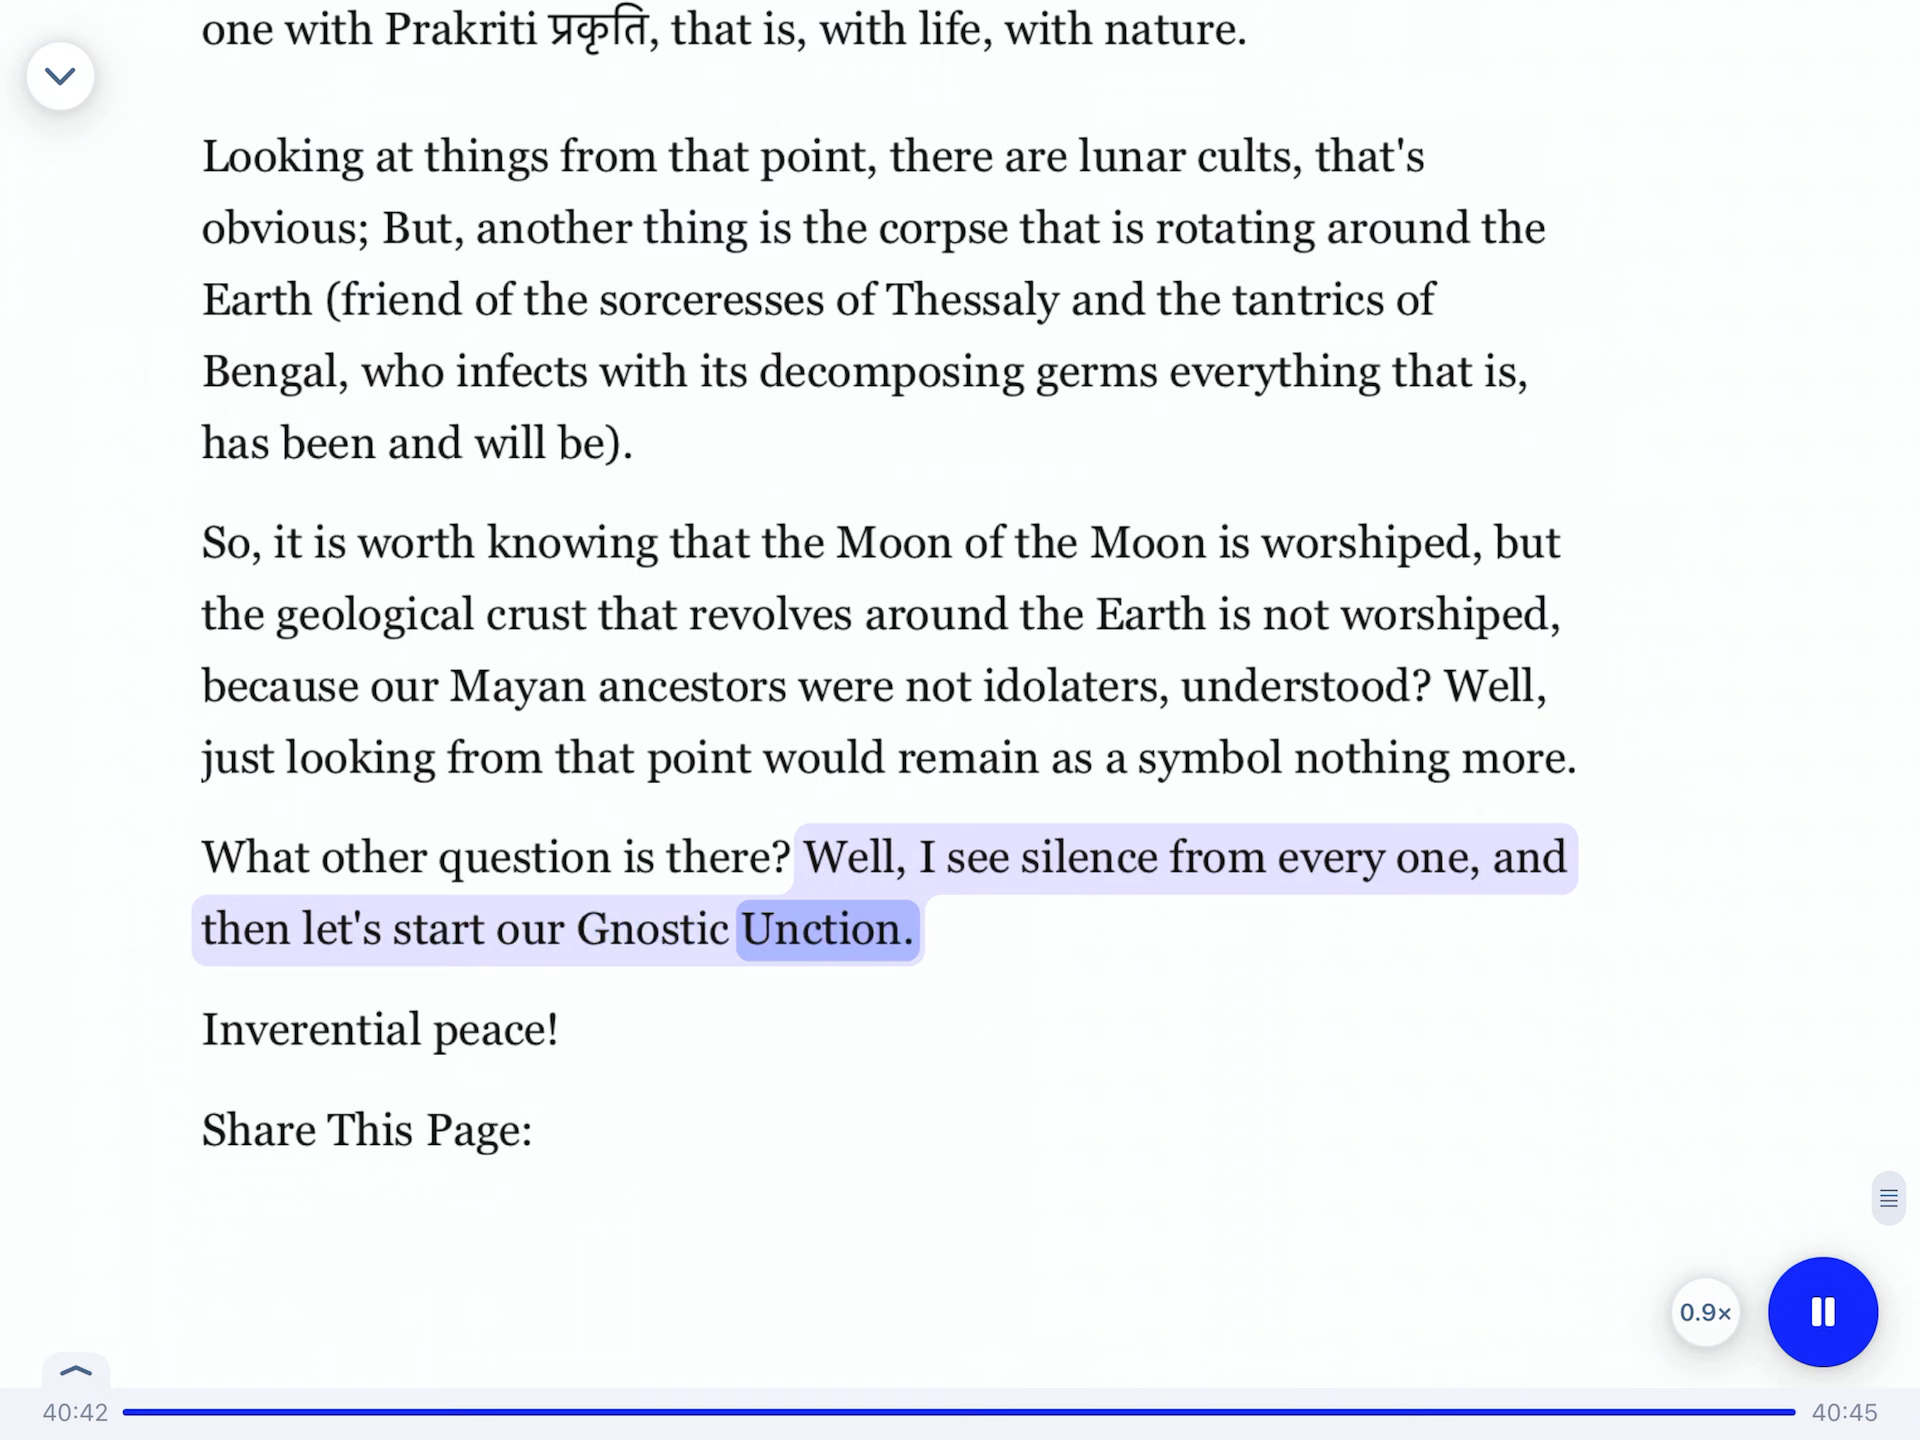 one with Prakriti प्रकृति, that is, with life, with nature.
Looking at things from that point, there are lunar cults, that's
obvious; But, another thing is the corpse that is rotating around the
Earth (friend of the sorceresses of Thessaly and the tantrics of
Bengal, who infects with its decomposing germs everything that is,
has been and will be).
So, it is worth knowing that the Moon of the Moon is worshiped, but
the geological crust that revolves around the Earth is not worshiped,
because our Mayan ancestors were not idolaters, understood? Well,
just looking from that point would remain as a symbol nothing more.
What other question is there? Well, I see silence from every one, and
then let's start our Gnostic Unction.
Inverential peace!
Share This Page:
0.9×
40:42
40:45